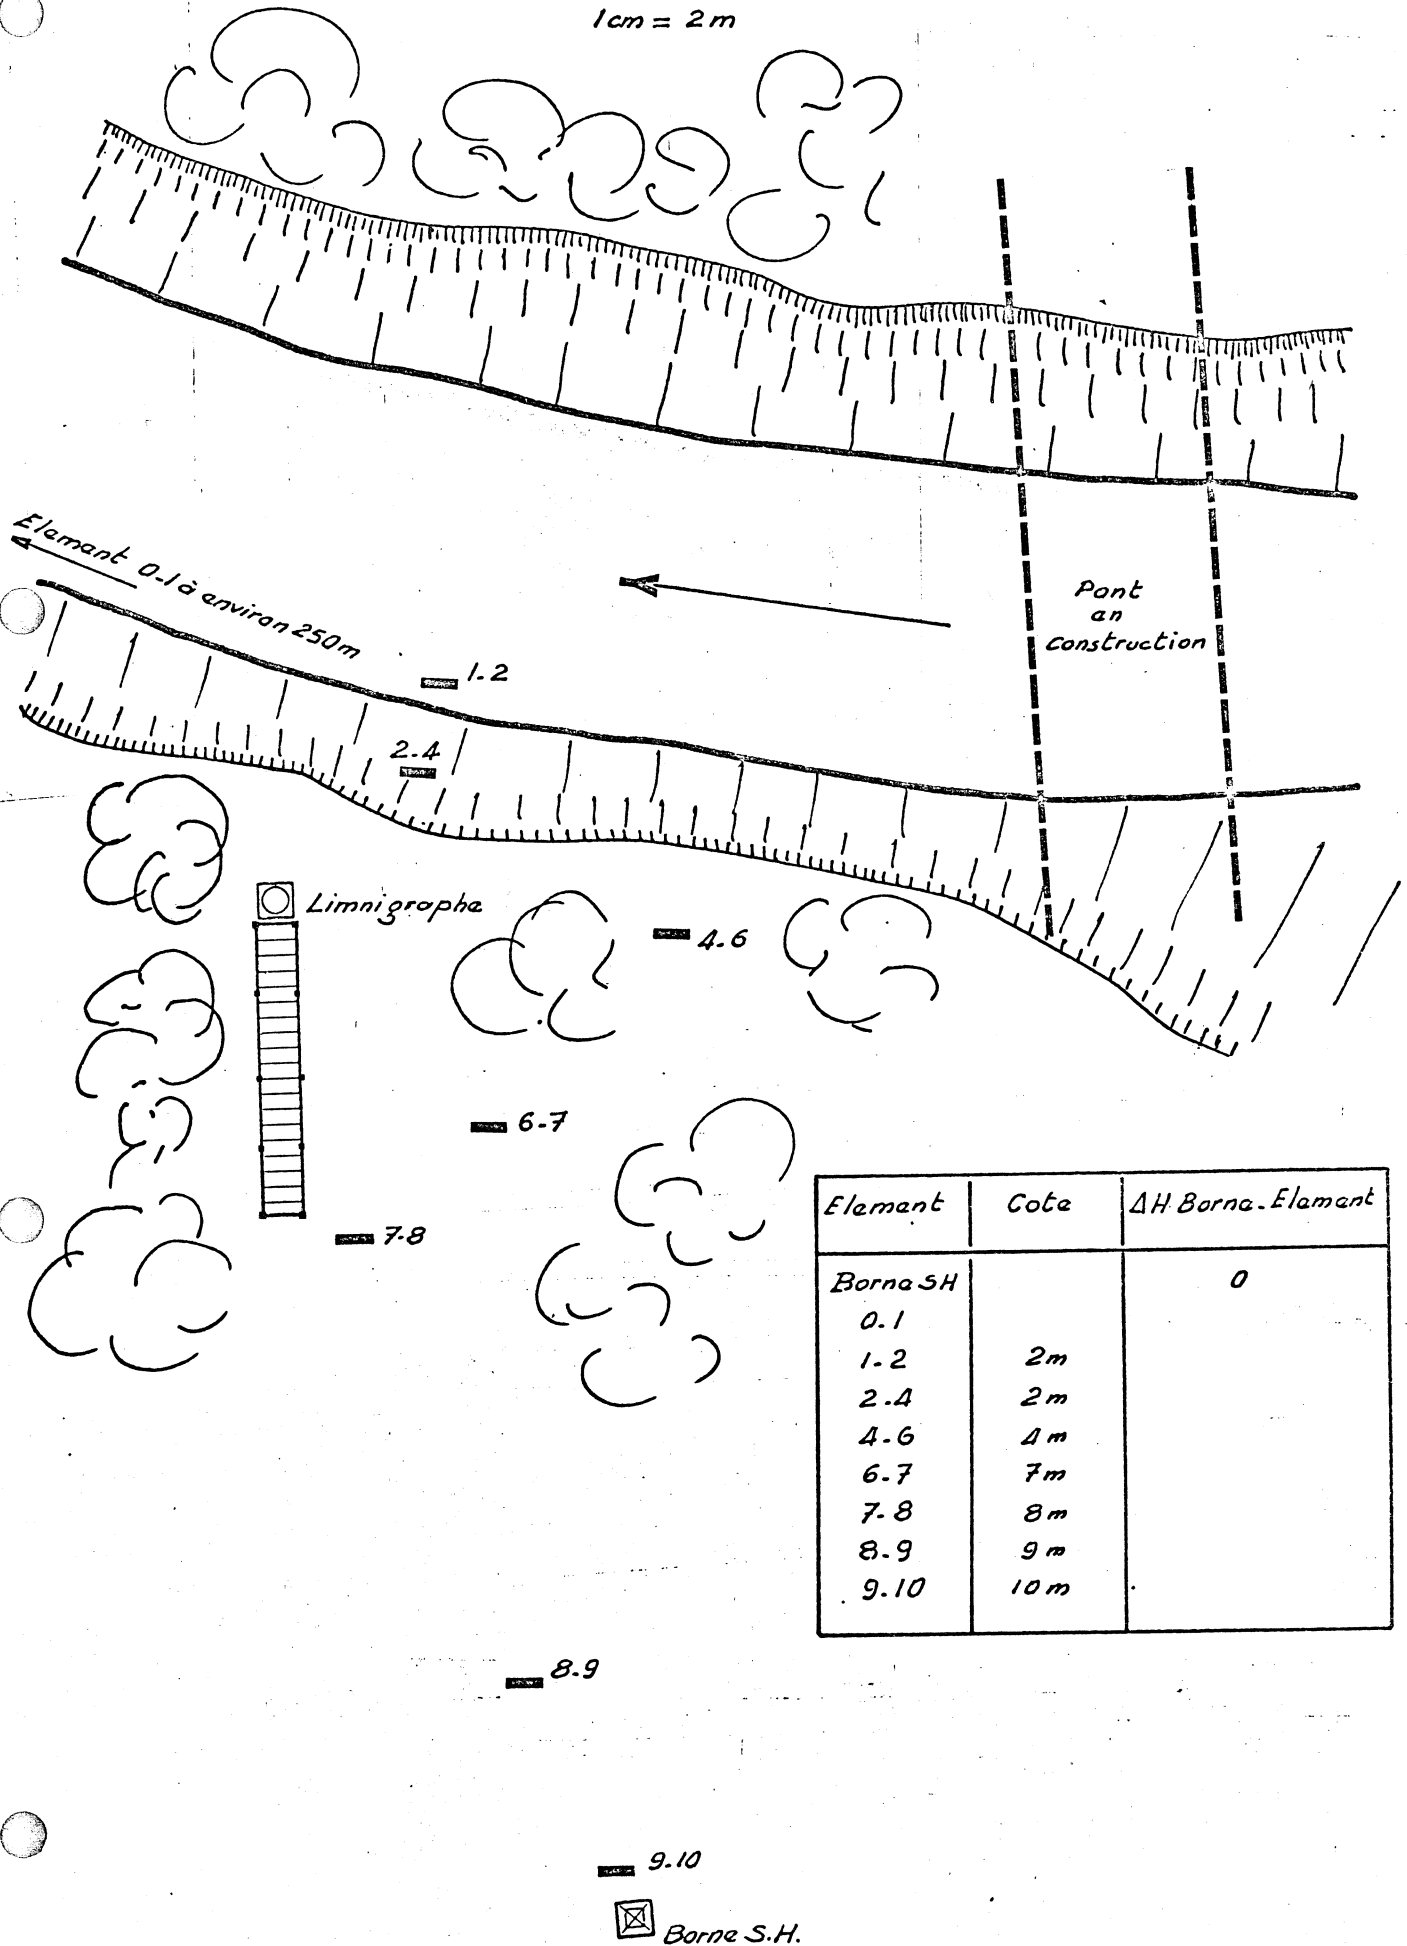 1cm = 2m
Element 0.1 à environ 250m
Pont
en
construction
1.2
2.4
Limnigraphe
4.6
6-7
7.8
Element Cote ΔH Borne-Element
Borne SH 0
0.1
1.2 2m
2.4 2m
4.6 4m
6-7 7m
7-8 8m
8.9 9m
9.10 10m
8.9
9.10
Borne S.H.